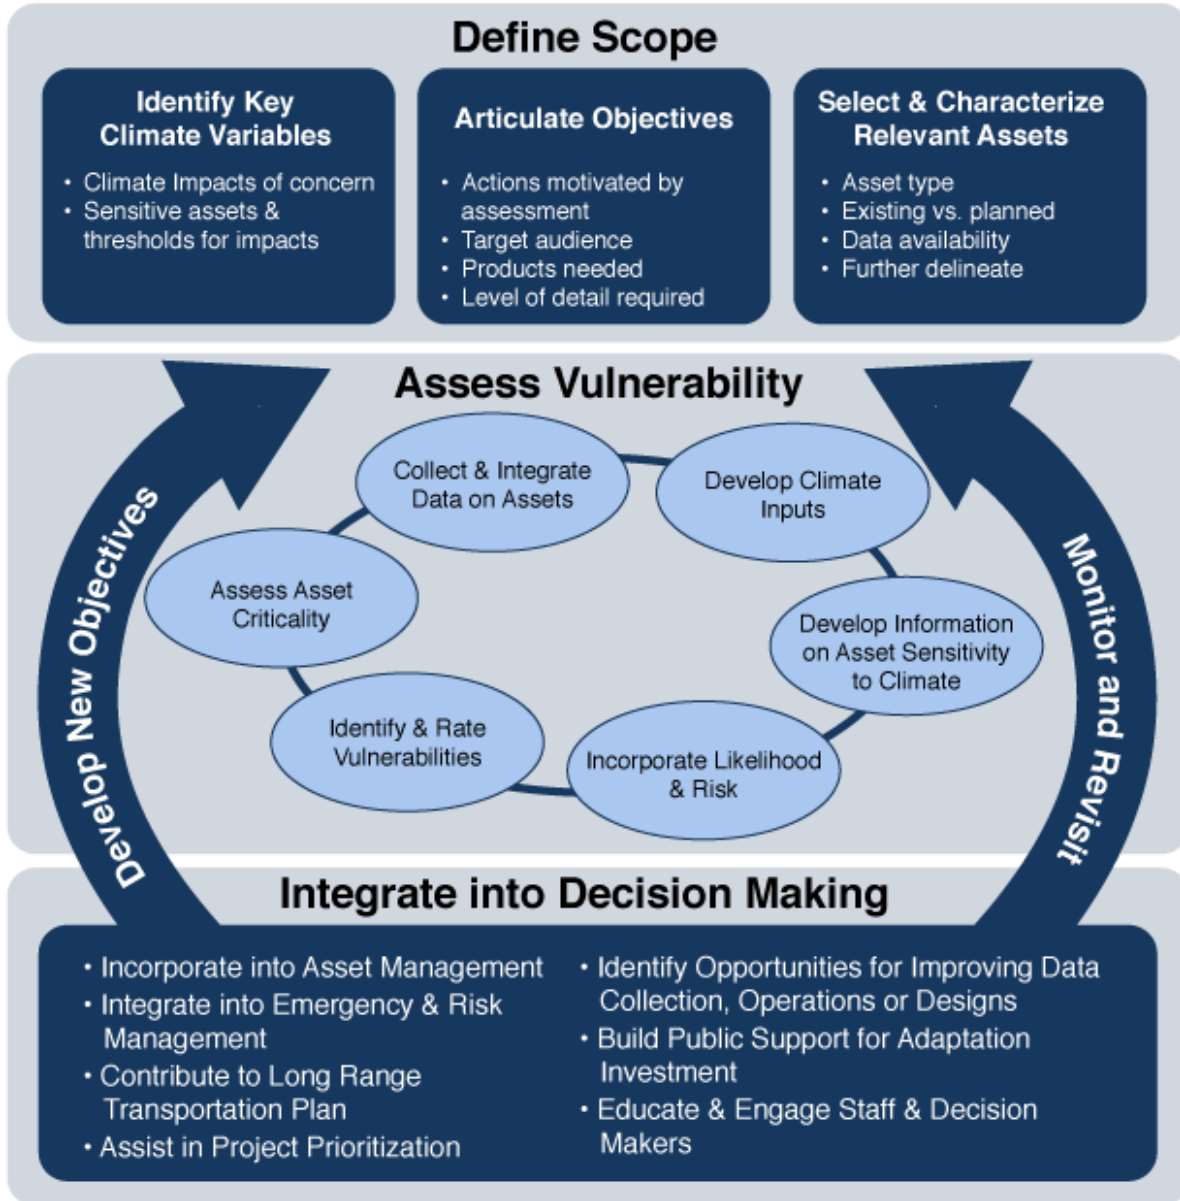 Define Scope
Identify Key
Climate Variables
• Climate Impacts of concern
• Sensitive assets &
thresholds for impacts
Articulate Objectives
• Actions motivated by
assessment
• Target audience
• Products needed
• Level of detail required
Select & Characterize
Relevant Assets
• Asset type
• Existing vs. planned
• Data availability
• Further delineate
Assess Vulnerability
Collect & Integrate
Data on Assets
Develop Climate
Inputs
Develop Information
on Asset Sensitivity
to Climate
Incorporate Likelihood
& Risk
Identify & Rate
Vulnerabilities
Assess Asset
Criticality
Develop New Objectives
Monitor and Revisit
Integrate into Decision Making
• Incorporate into Asset Management
• Integrate into Emergency & Risk
Management
• Contribute to Long Range
Transportation Plan
• Assist in Project Prioritization
• Identify Opportunities for Improving Data
Collection, Operations or Designs
• Build Public Support for Adaptation
Investment
• Educate & Engage Staff & Decision
Makers